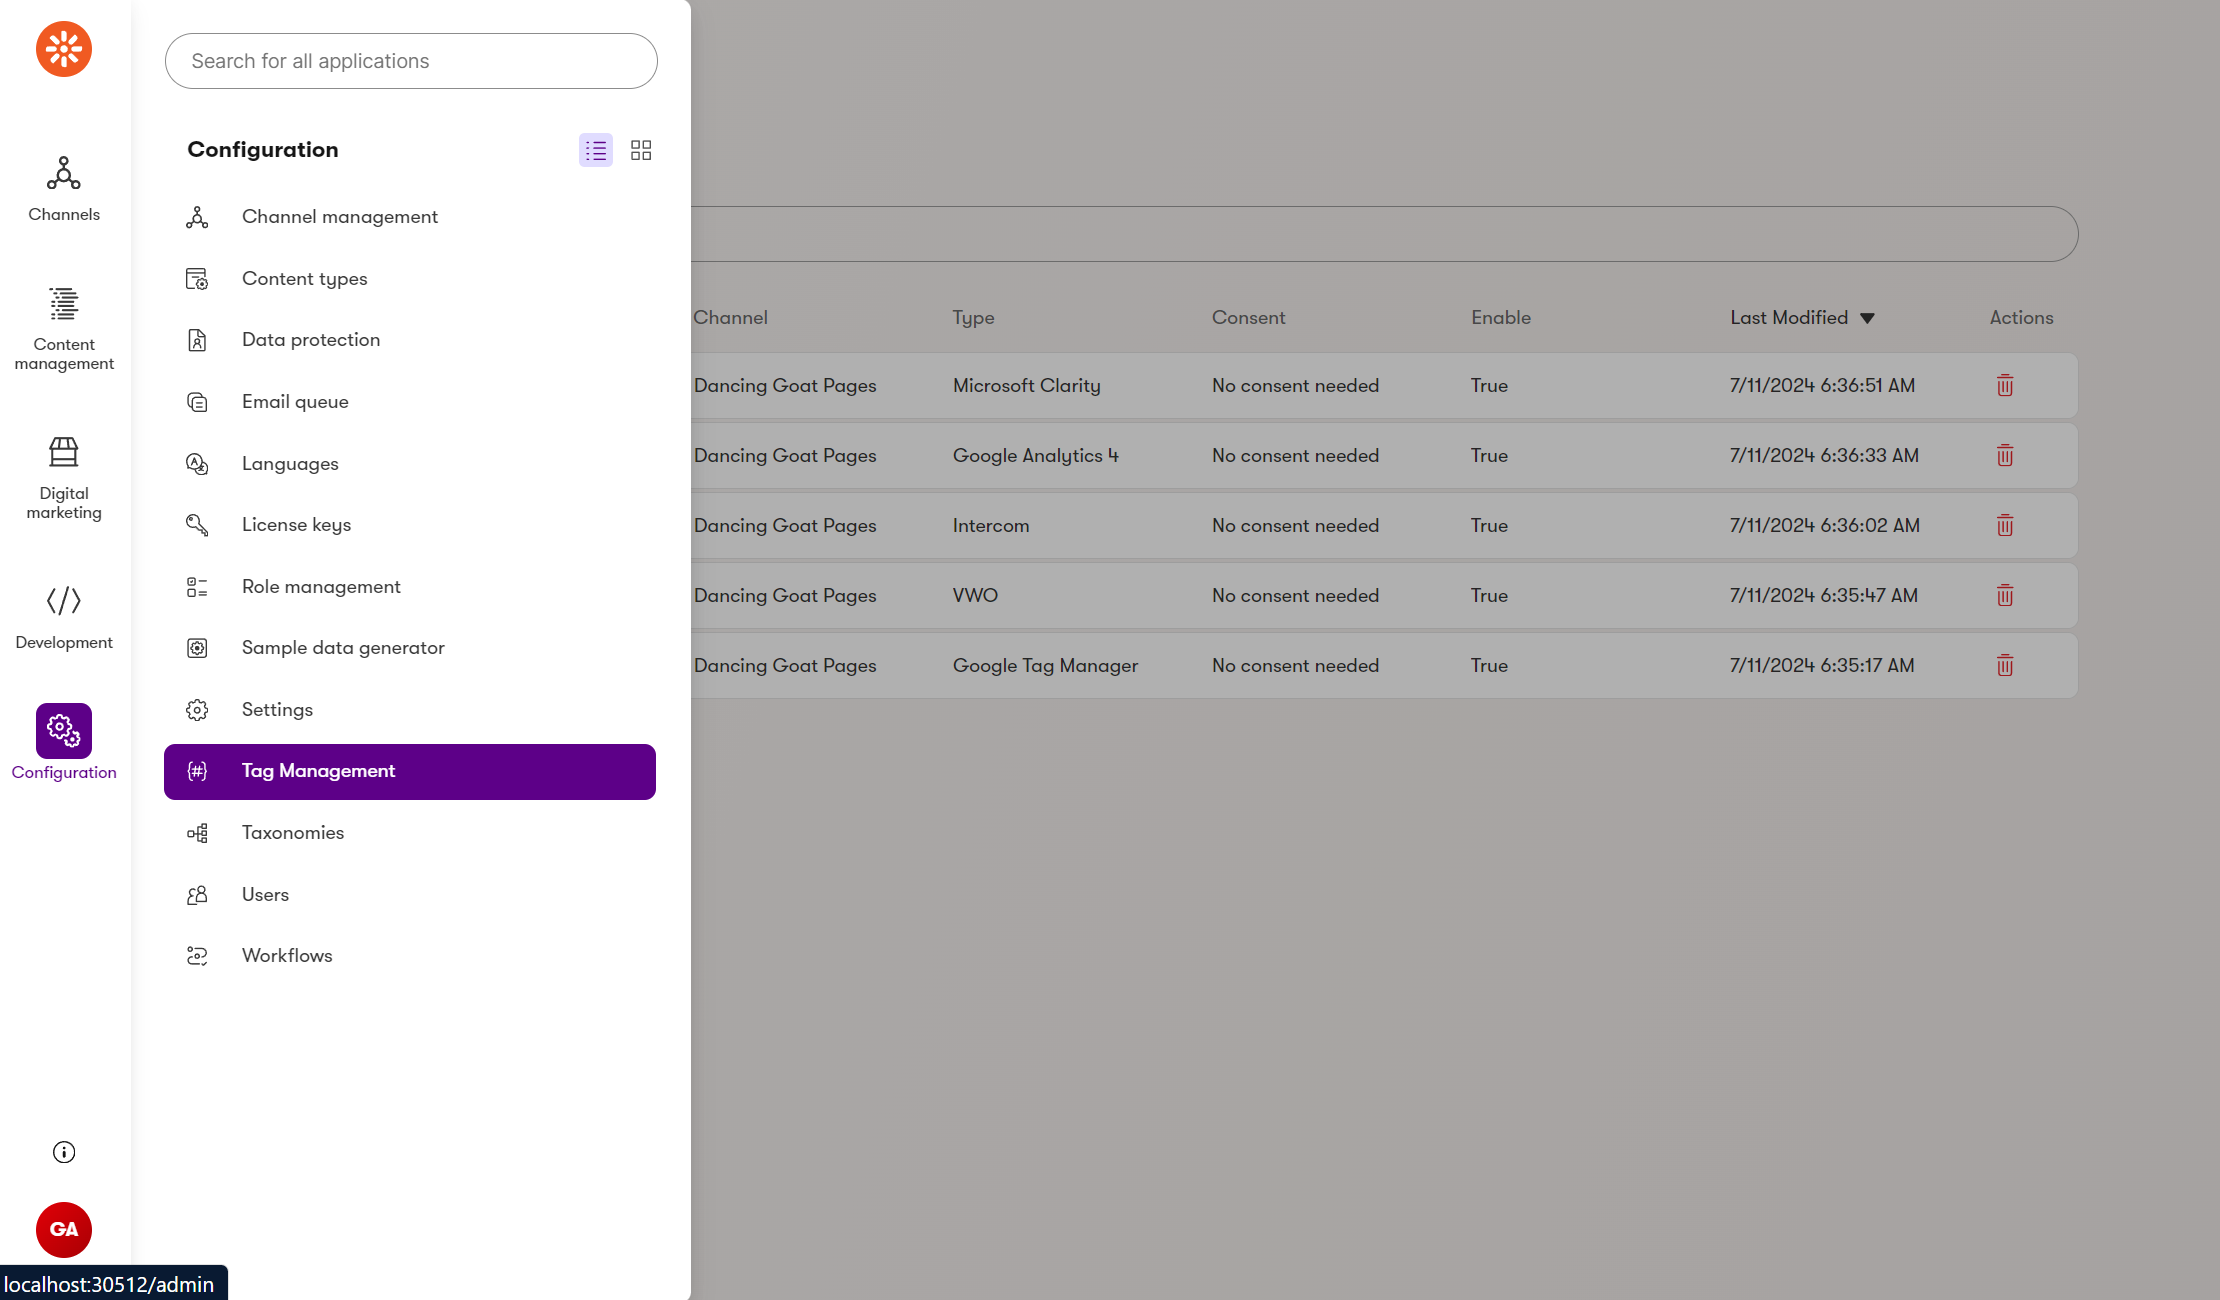 Search for all applications
Configuration
Channels
Content
management
Digital
marketing
Development
Configuration
Channel management
Content types
Data protection
Email queue
Languages
License keys
Role management
Sample data generator
Settings
Tag Management
Taxonomies
Users
Workflows
Channel Type Consent Enable Last Modified Actions
Dancing Goat Pages Microsoft Clarity No consent needed True 7/11/2024 6:36:51 AM
Dancing Goat Pages Google Analytics 4 No consent needed True 7/11/2024 6:36:33 AM
Dancing Goat Pages Intercom No consent needed True 7/11/2024 6:36:02 AM
Dancing Goat Pages VWO No consent needed True 7/11/2024 6:35:47 AM
Dancing Goat Pages Google Tag Manager No consent needed True 7/11/2024 6:35:17 AM
GA
localhost:30512/admin